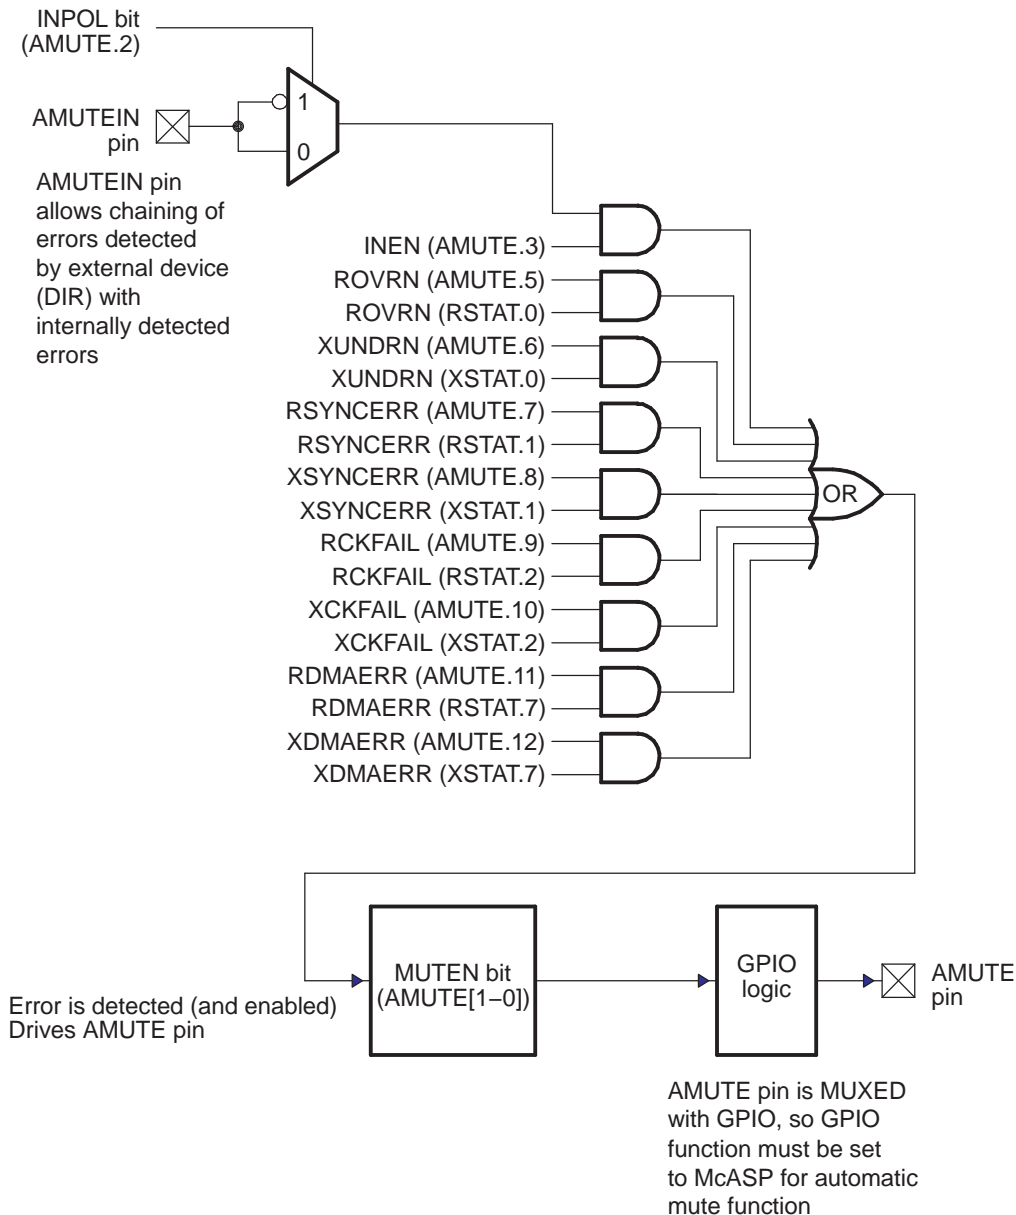 INPOL bit
(AMUTE.2)
AMUTEIN
pin
1
0
AMUTEIN pin
allows chaining of
errors detected
by external device
(DIR) with
internally detected
errors
INEN (AMUTE.3)
ROVRN (AMUTE.5)
ROVRN (RSTAT.0)
XUNDRN (AMUTE.6)
XUNDRN (XSTAT.0)
RSYNCERR (AMUTE.7)
RSYNCERR (RSTAT.1)
XSYNCERR (AMUTE.8)
XSYNCERR (XSTAT.1)
RCKFAIL (AMUTE.9)
RCKFAIL (RSTAT.2)
XCKFAIL (AMUTE.10)
XCKFAIL (XSTAT.2)
RDMAERR (AMUTE.11)
RDMAERR (RSTAT.7)
XDMAERR (AMUTE.12)
XDMAERR (XSTAT.7)
OR
Error is detected (and enabled)
Drives AMUTE pin
MUTEN bit
(AMUTE[1−0])
GPIO
logic
AMUTE
pin
AMUTE pin is MUXED
with GPIO, so GPIO
function must be set
to McASP for automatic
mute function